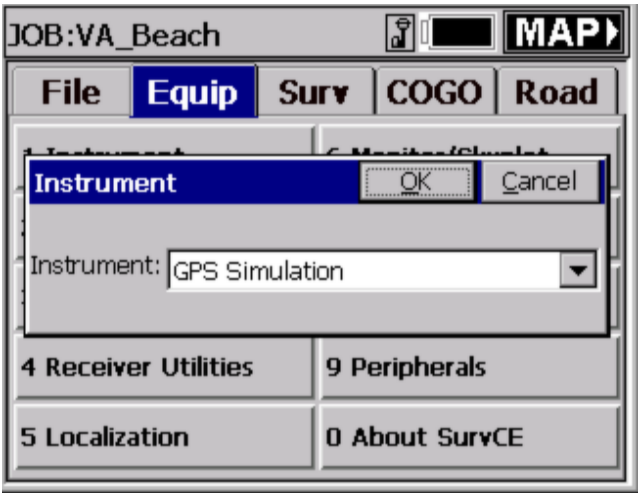 JOB:VA_Beach MAP
File Equip Surv COGO Road
Instrument OK Cancel
Instrument: GPS Simulation
4 Receiver Utilities 9 Peripherals
5 Localization 0 About SurvCE